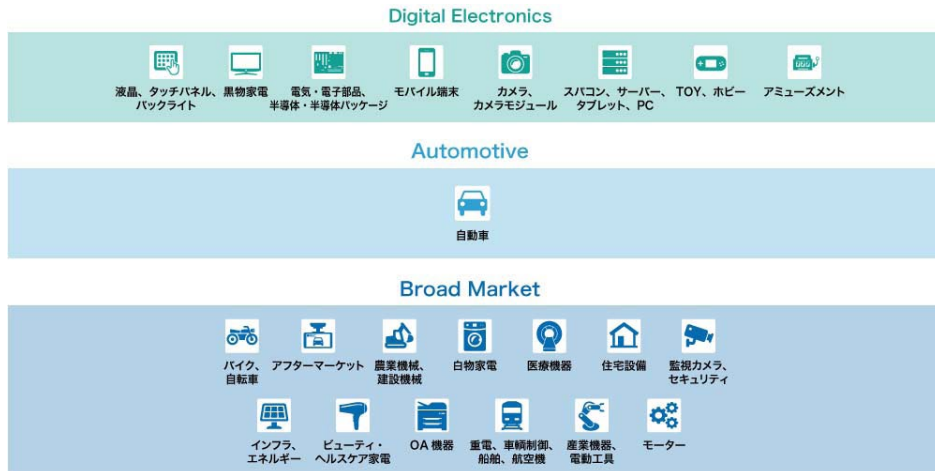 Digital Electronics
液晶、タッチパネル、
バックライト
黒物家電
電気・電子部品、
半導体・半導体パッケージ
モバイル端末
カメラ、
カメラモジュール
スパコン、サーバー、
タブレット、PC
TOY、ホビー
アミューズメント
Automotive
自動車
Broad Market
バイク、
自転車
アフターマーケット
農業機械、
建設機械
白物家電
医療機器
住宅設備
監視カメラ、
セキュリティ
インフラ、
エネルギー
ビューティ・
ヘルスケア家電
OA 機器
重電、車輌制御、
船舶、航空機
産業機器、
電動工具
モーター